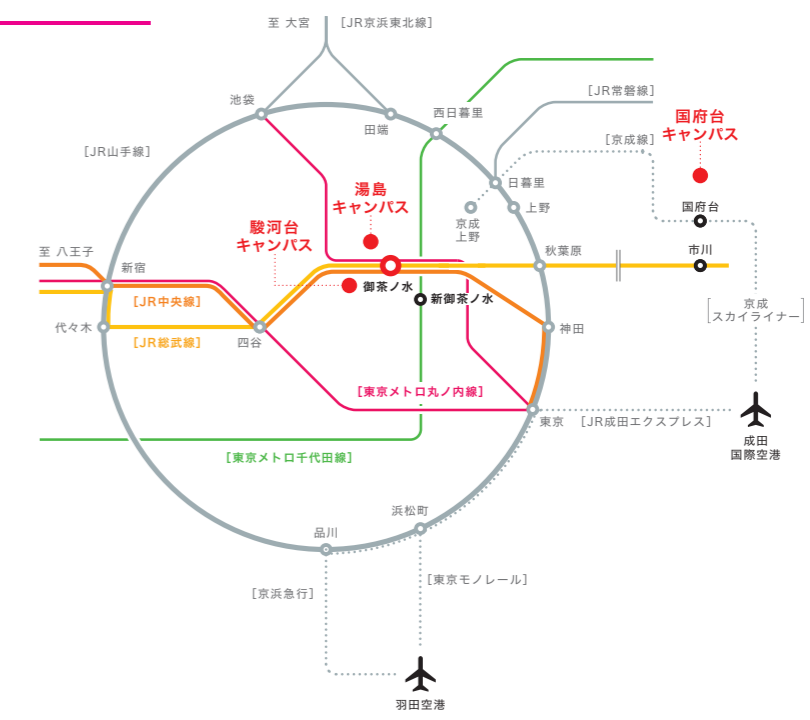 至 大宮
[JR京浜東北線]
池袋
田端
西日暮里
[JR常磐線]
国府台
キャンパス
[京成線]
[JR山手線]
日暮里
湯島
キャンパス
上野
京成
上野
国府台
駿河台
キャンパス
至 八王子
新宿
秋葉原
市川
御茶ノ水
新御茶ノ水
[JR中央線]
京成
[スカイライナー]
代々木
[JR総武線]
四谷
神田
[東京メトロ丸ノ内線]
東京
[JR成田エクスプレス]
成田
国際空港
[東京メトロ千代田線]
浜松町
品川
[京浜急行]
[東京モノレール]
羽田空港